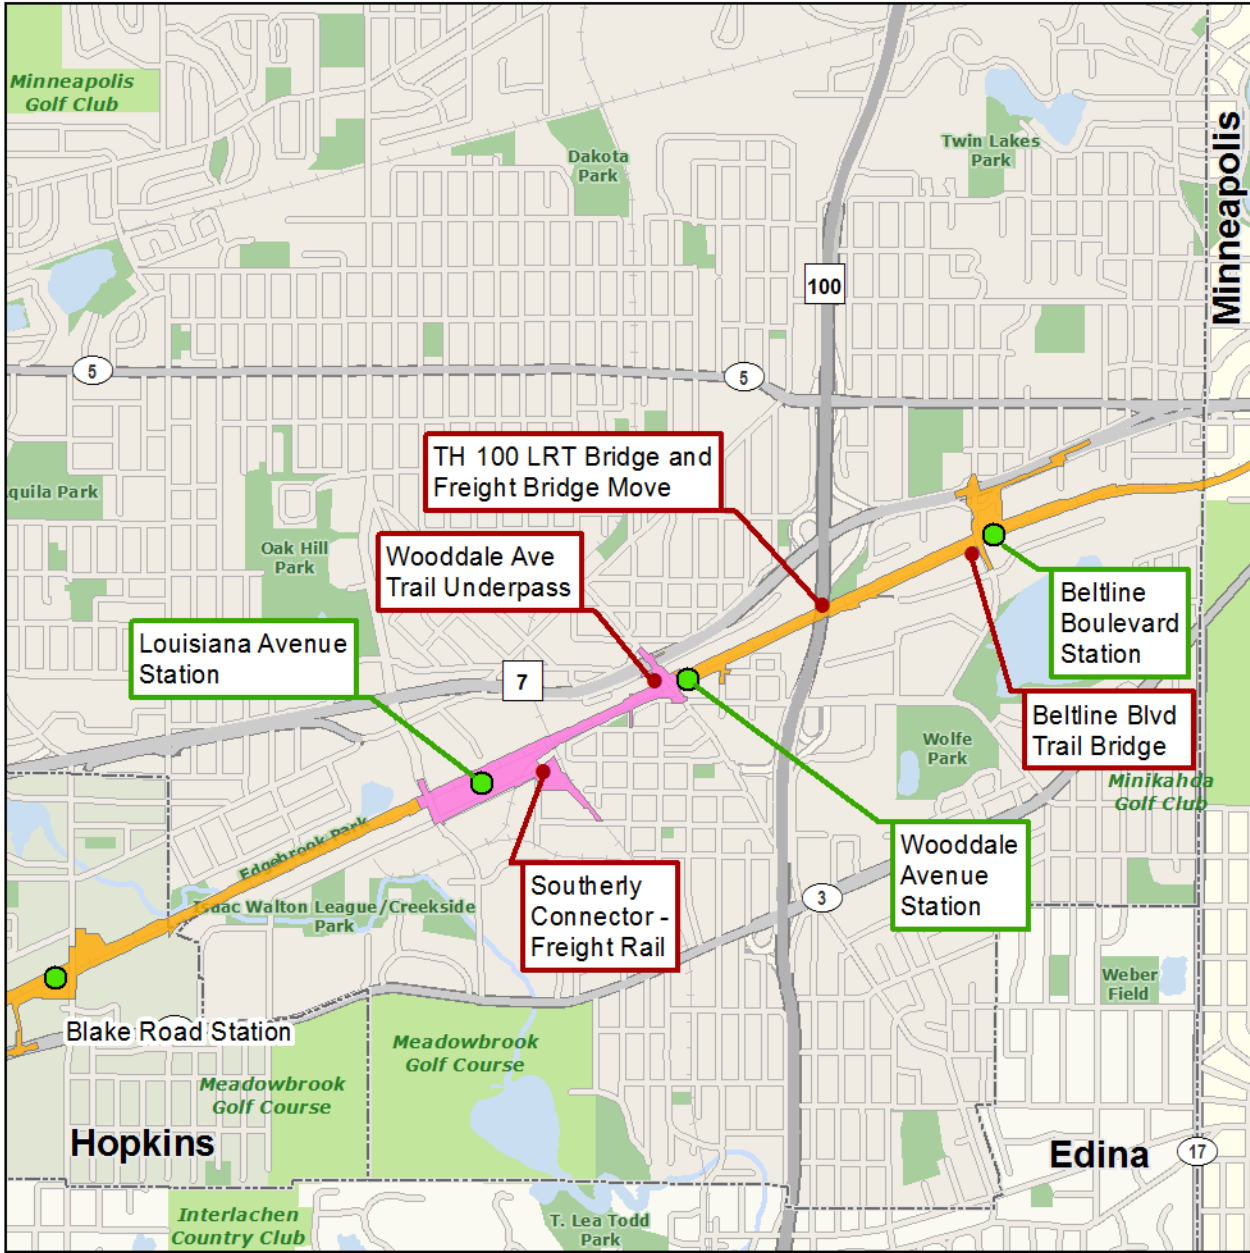 Minneapolis
Golf Club
Dakota
Park
Twin Lakes
Park
Minneapolis
100
5
5
TH 100 LRT Bridge and
Freight Bridge Move
quila Park
Oak Hill
Park
Wooddale Ave
Trail Underpass
Beltline
Boulevard
Station
Louisiana Avenue
Station
7
Beltline Blvd
Trail Bridge
Wolfe
Park
Minikahda
Golf Club
Edgebrook Park
Wooddale
Avenue
Station
Southerly
Connector -
Freight Rail
3
Isaac Walton League/Creekside
Park
Weber
Field
Blake Road Station
Meadowbrook
Golf Course
Meadowbrook
Golf Course
Hopkins
Edina
17
Interlachen
Country Club
T. Lea Todd
Park